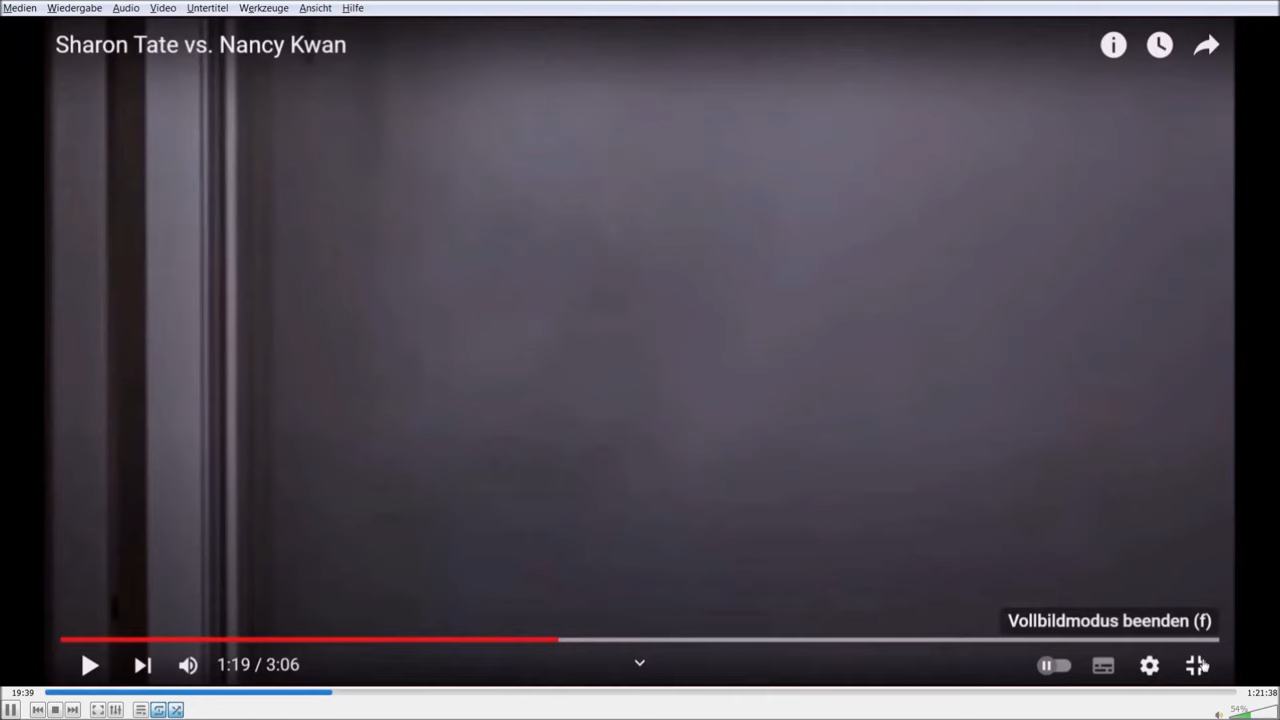 Medien Wiedergabe Audio Video Untertitel Werkzeuge Ansicht Hilfe
Sharon Tate vs. Nancy Kwan
Vollbildmodus beenden (f)
1:19 / 3:06
19:39 1:21:38
54%